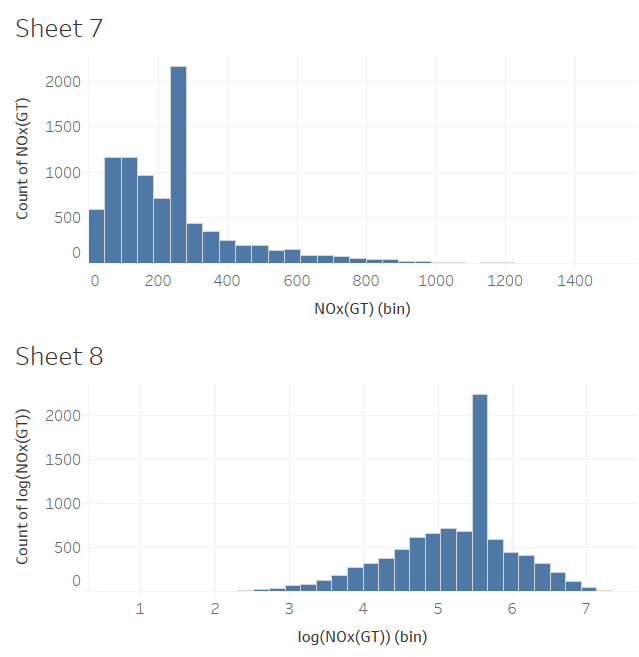 Sheet 7
Count of NOx(GT)
2000
1500
1000
500
0
0 200 400 600 800 1000 1200 1400
NOx(GT) (bin)
Sheet 8
Count of log(NOx(GT))
2000
1500
1000
500
0
1 2 3 4 5 6 7
log(NOx(GT)) (bin)